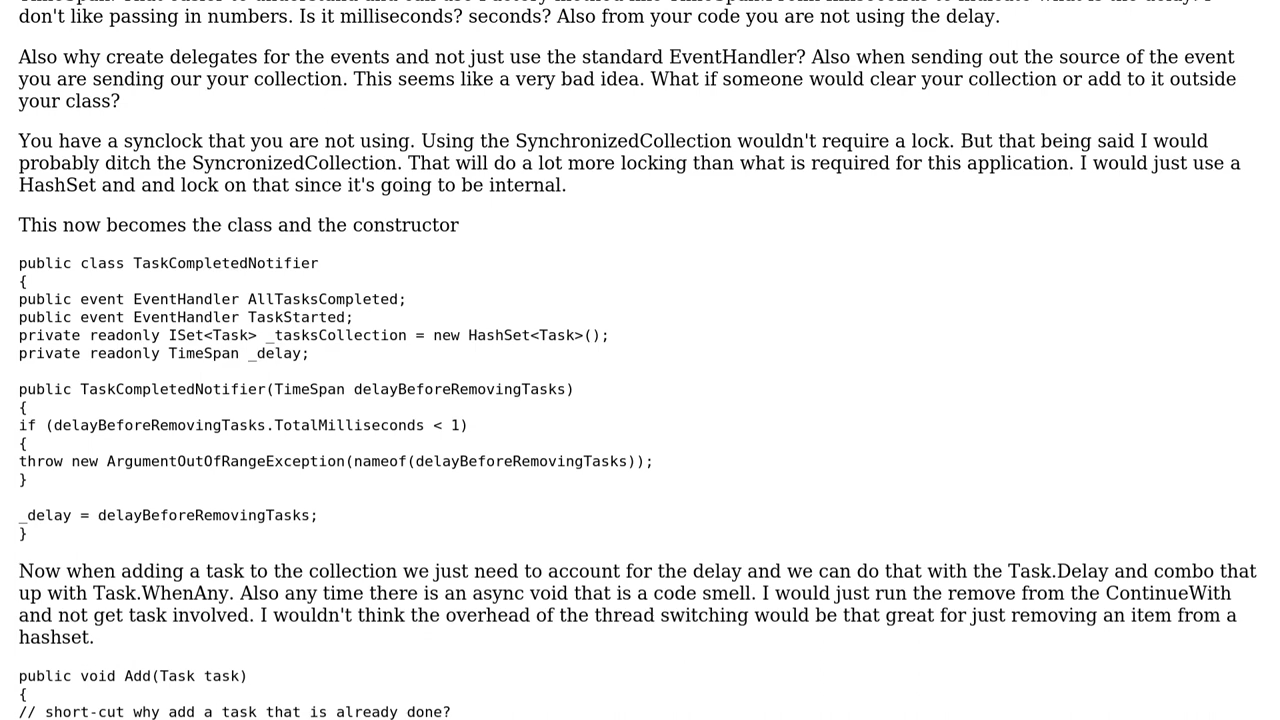 don't like passing in numbers. Is it milliseconds? seconds? Also from your code you are not using the delay.
Also why create delegates for the events and not just use the standard EventHandler? Also when sending out the source of the event
you are sending our your collection. This seems like a very bad idea. What if someone would clear your collection or add to it outside
your class?
You have a synclock that you are not using. Using the SynchronizedCollection wouldn't require a lock. But that being said I would
probably ditch the SyncronizedCollection. That will do a lot more locking than what is required for this application. I would just use a
HashSet and and lock on that since it's going to be internal.
This now becomes the class and the constructor
public class TaskCompletedNotifier
{
public event EventHandler AllTasksCompleted;
public event EventHandler TaskStarted;
private readonly ISet<Task> _tasksCollection = new HashSet<Task>();
private readonly TimeSpan _delay;
public TaskCompletedNotifier(TimeSpan delayBeforeRemovingTasks)
{
if (delayBeforeRemovingTasks.TotalMilliseconds < 1)
{
throw new ArgumentOutOfRangeException(nameof(delayBeforeRemovingTasks));
}
_delay = delayBeforeRemovingTasks;
}
Now when adding a task to the collection we just need to account for the delay and we can do that with the Task.Delay and combo that
up with Task.WhenAny. Also any time there is an async void that is a code smell. I would just run the remove from the ContinueWith
and not get task involved. I wouldn't think the overhead of the thread switching would be that great for just removing an item from a
hashset.
public void Add(Task task)
{
// short-cut why add a task that is already done?